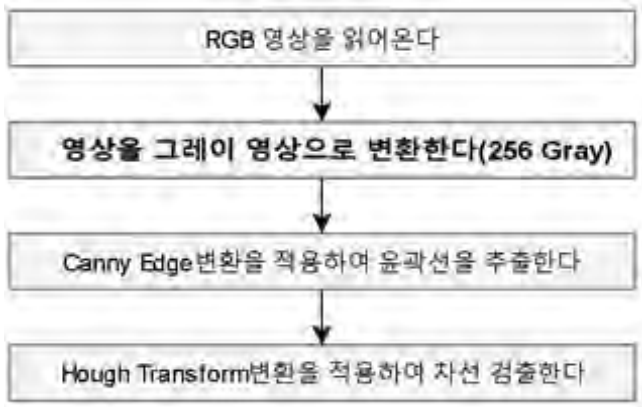 RGB 영상을 읽어온다
영상을 그레이 영상으로 변환한다(256 Gray)
Canny Edge변환을 적용하여 윤곽선을 추출한다
Hough Transform변환을 적용하여 차선 검출한다